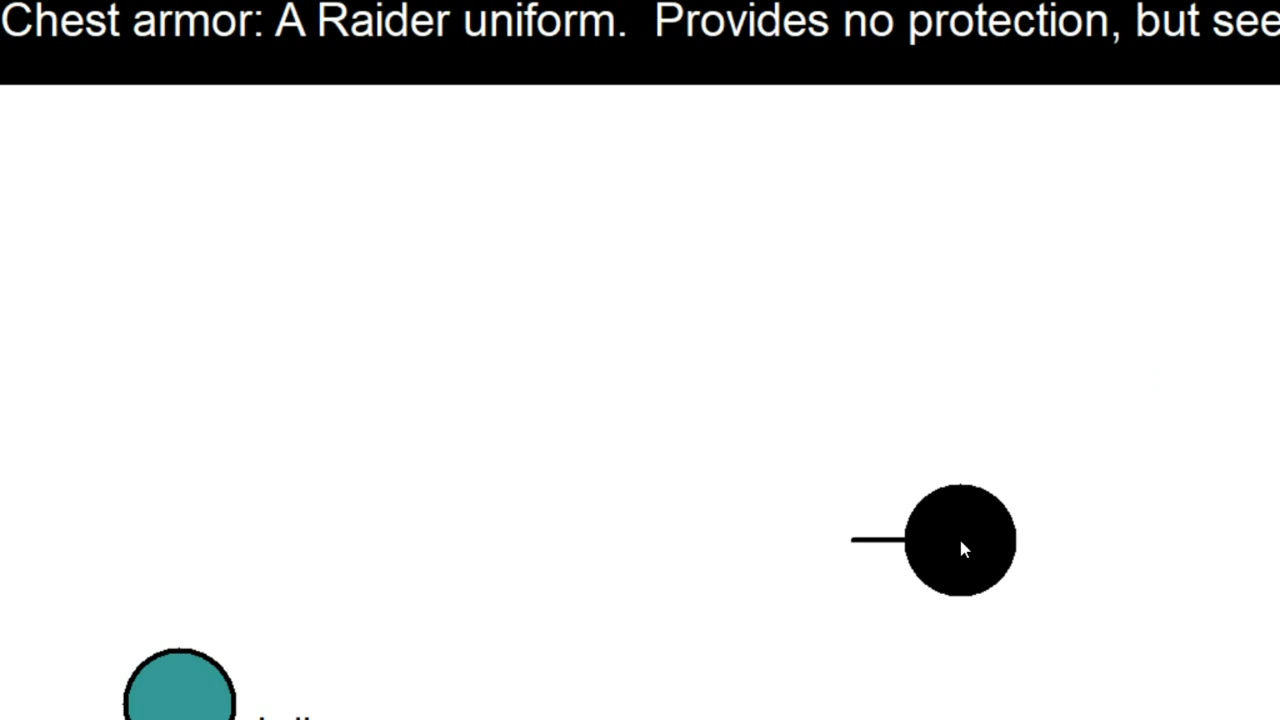 Chest armor: A Raider uniform.  Provides no protection, but see